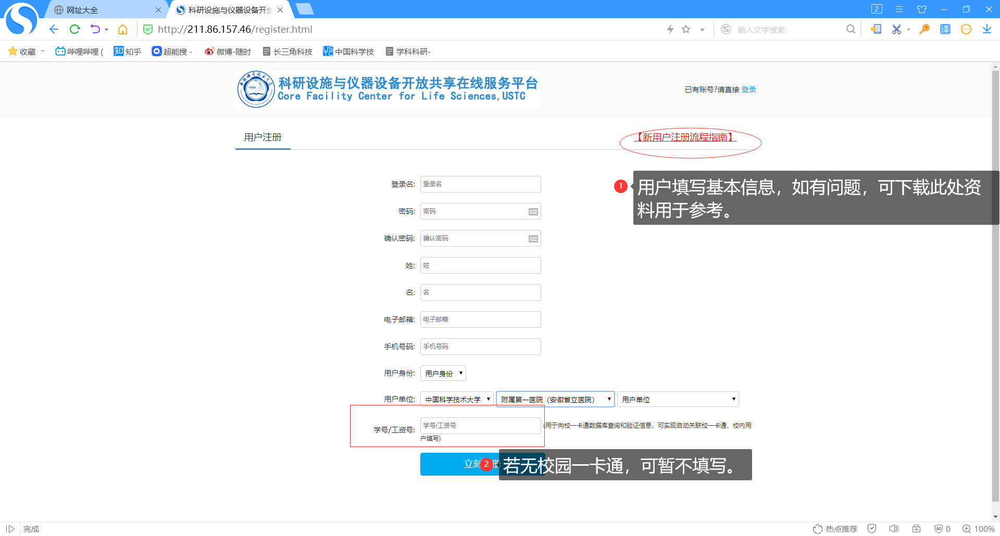 网址大全
科研设施与仪器设备开放
2
http://211.86.157.46/register.html
输入文字搜索
译
收藏
哔哩哔哩 (
知 知乎
超能搜 -
微博-随时
长三角科技
中国科学技
学科科研-
科研设施与仪器设备开放共享在线服务平台
Core Facility Center for Life Sciences,USTC
1958
已有账号?请直接 登录
用户注册
【新用户注册流程指南】
1
用户填写基本信息，如有问题，可下载此处资
料用于参考。
登录名: 登录名
密码: 密码
确认密码: 确认密码
姓: 姓
名: 名
电子邮箱: 电子邮箱
手机号码: 手机号码
用户身份: 用户身份
用户单位: 中国科学技术大学 附属第一医院（安徽省立医院） 用户单位
学号/工资号: 学号/工资号 (用于向校一卡通数据库查询和验证信息，可实现自动关联校一卡通，校内用
户填写)
立刻 册
2
若无校园一卡通，可暂不填写。
完成
热点推荐
0
100%